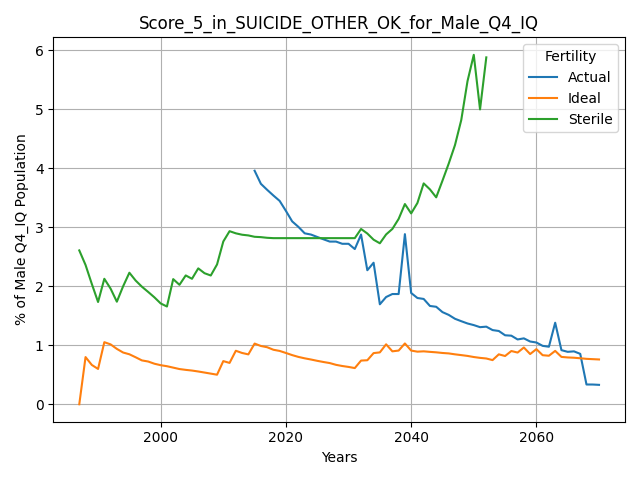 Score_5_in_SUICIDE_OTHER_OK_for_Male_Q4_IQ
% of Male Q4_IQ Population
6
5
4
3
2
1
0
Fertility
Actual
Ideal
Sterile
2000
2020
2040
2060
Years